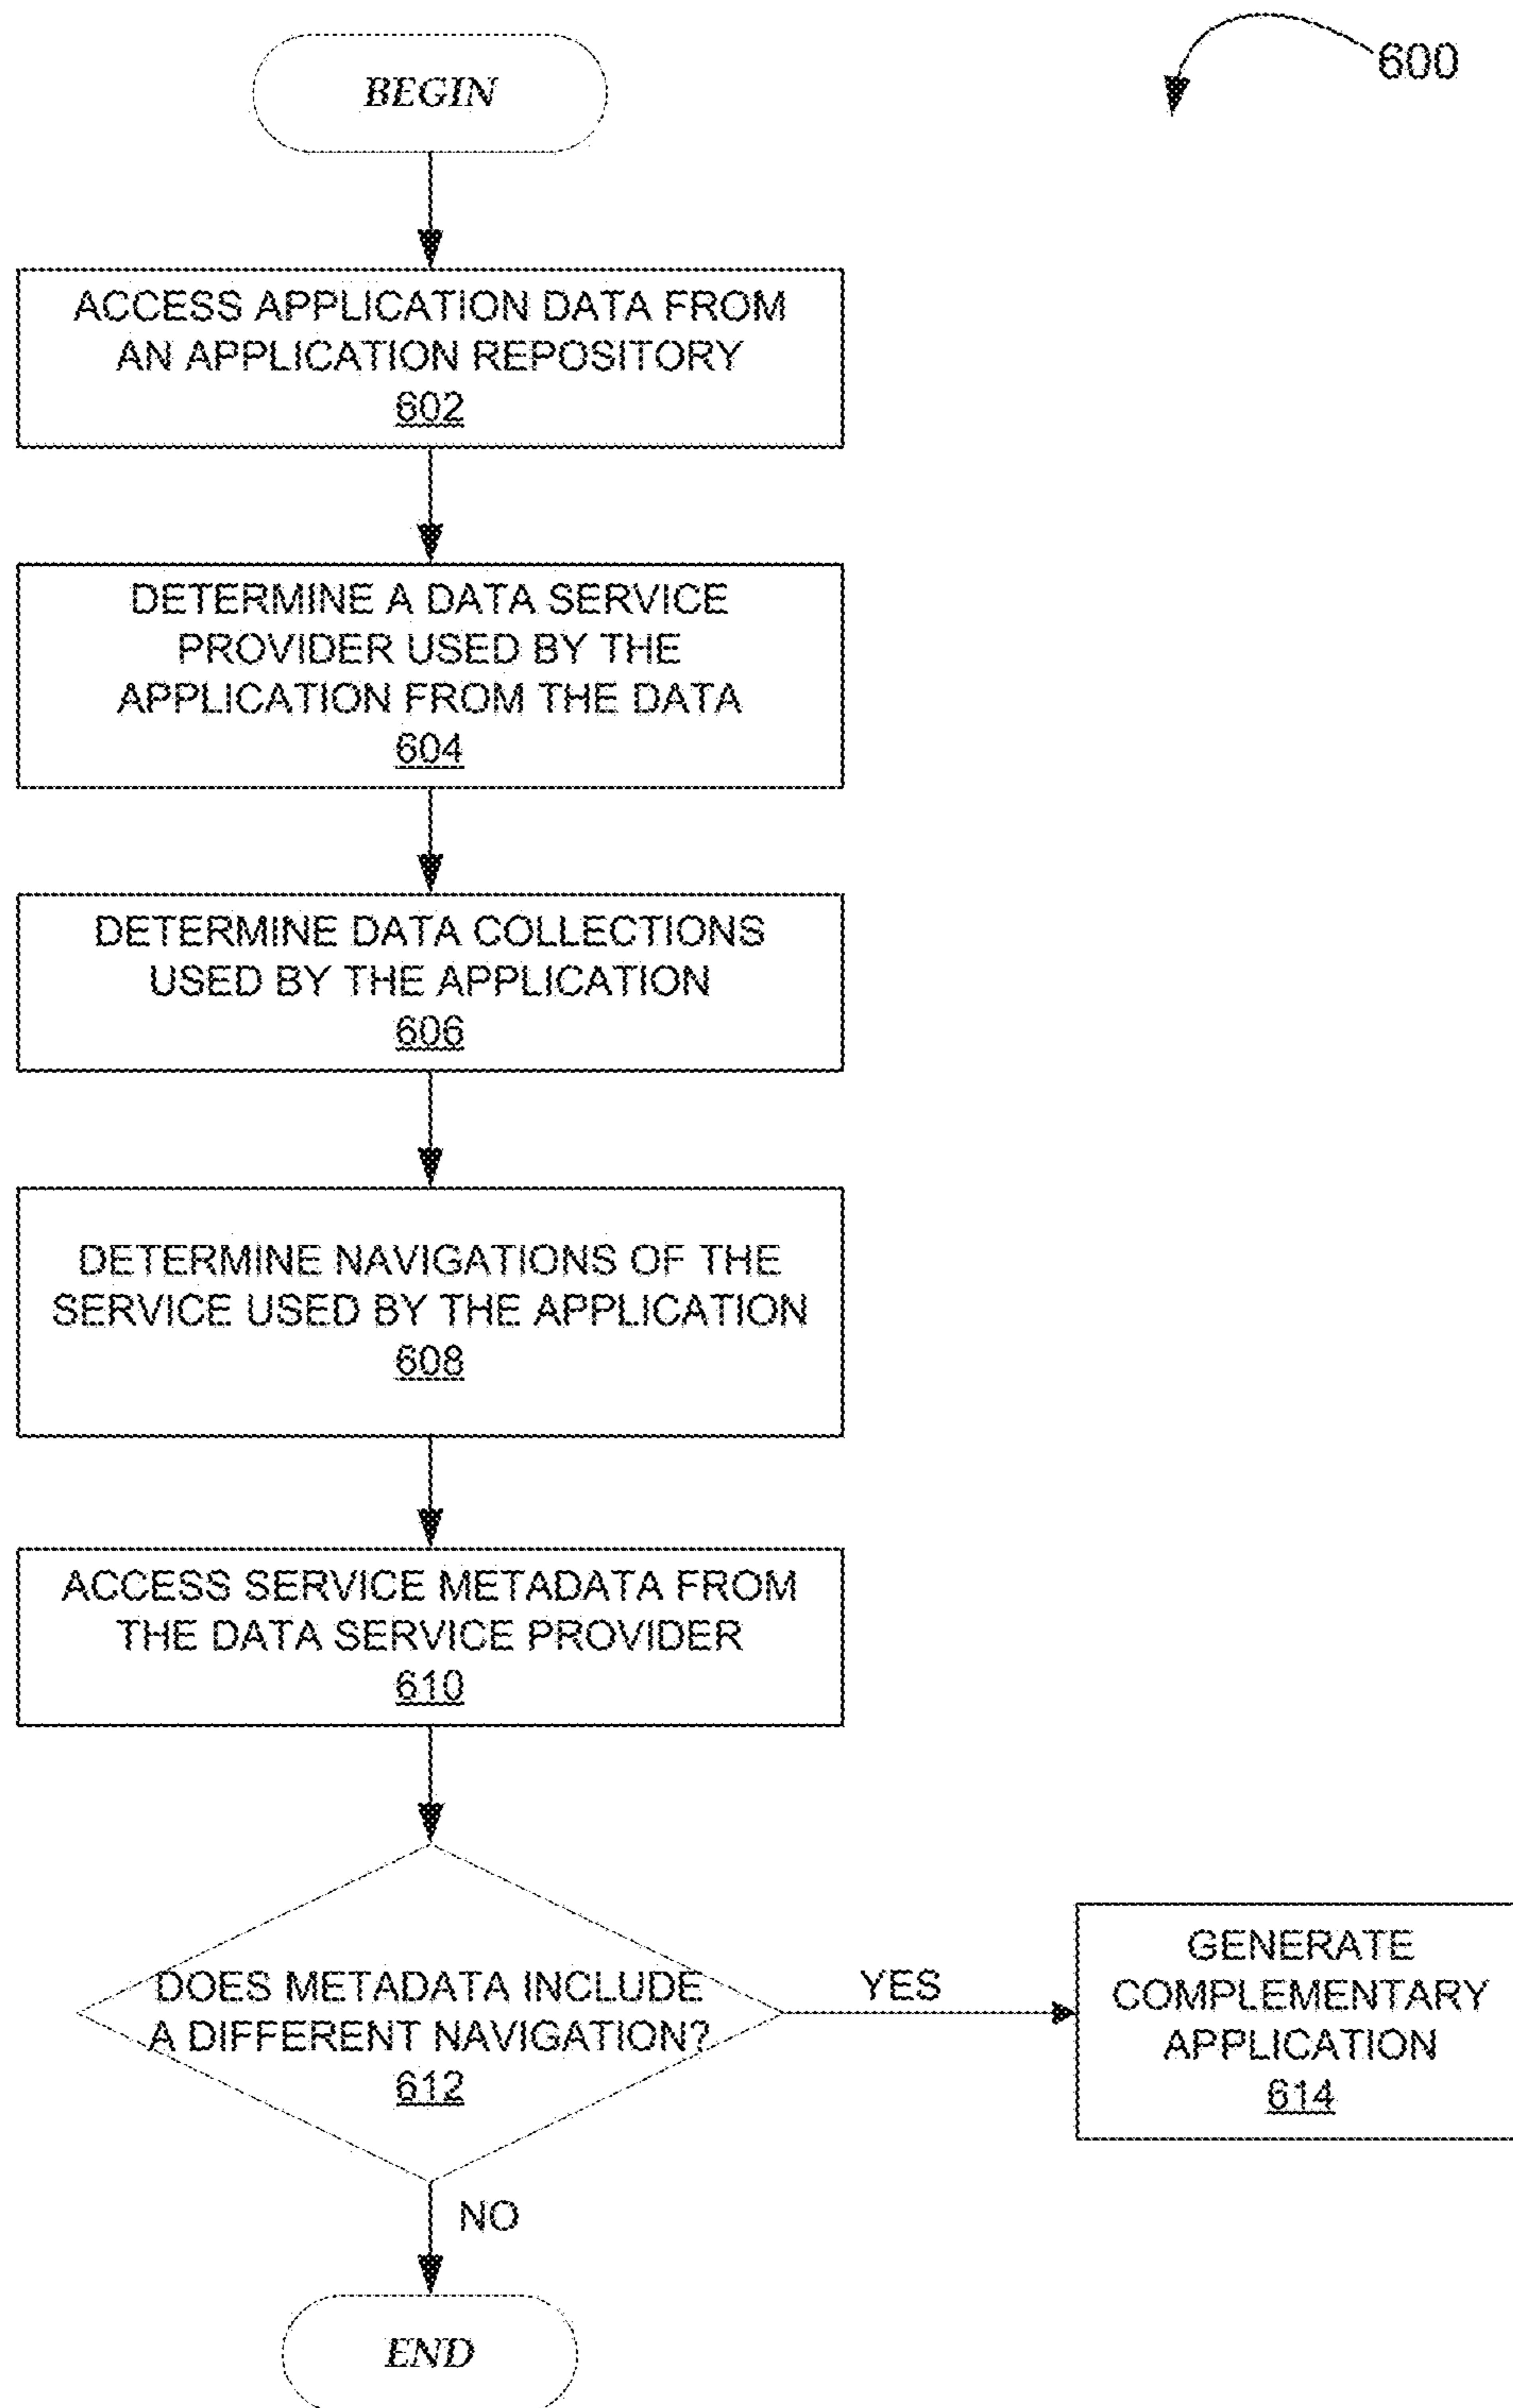 600
BEGIN
ACCESS APPLICATION DATA FROM
AN APPLICATION REPOSITORY
602
DETERMINE A DATA SERVICE
PROVIDER USED BY THE
APPLICATION FROM THE DATA
604
DETERMINE DATA COLLECTIONS
USED BY THE APPLICATION
606
DETERMINE NAVIGATIONS OF THE
SERVICE USED BY THE APPLICATION
608
ACCESS SERVICE METADATA FROM
THE DATA SERVICE PROVIDER
610
DOES METADATA INCLUDE
A DIFFERENT NAVIGATION?
612
YES
GENERATE
COMPLEMENTARY
APPLICATION
614
NO
END